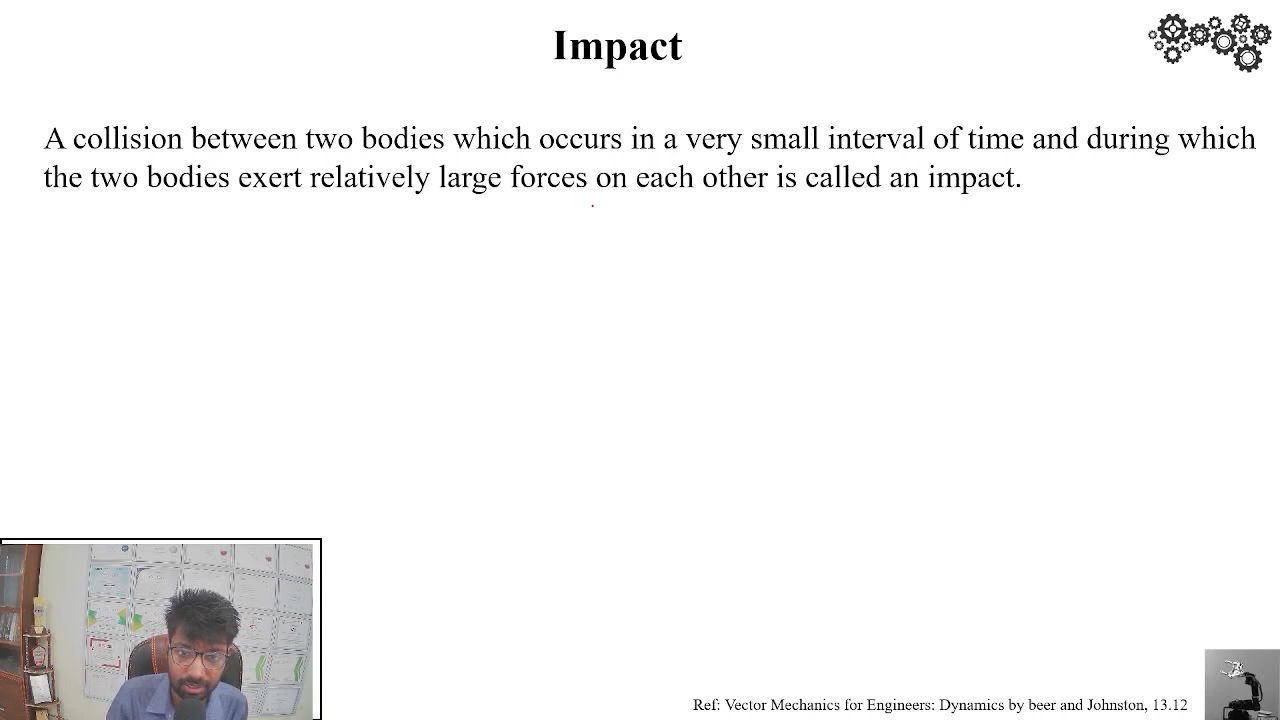 Impact
A collision between two bodies which occurs in a very small interval of time and during which
the two bodies exert relatively large forces on each other is called an impact.
Ref: Vector Mechanics for Engineers: Dynamics by beer and Johnston, 13.12